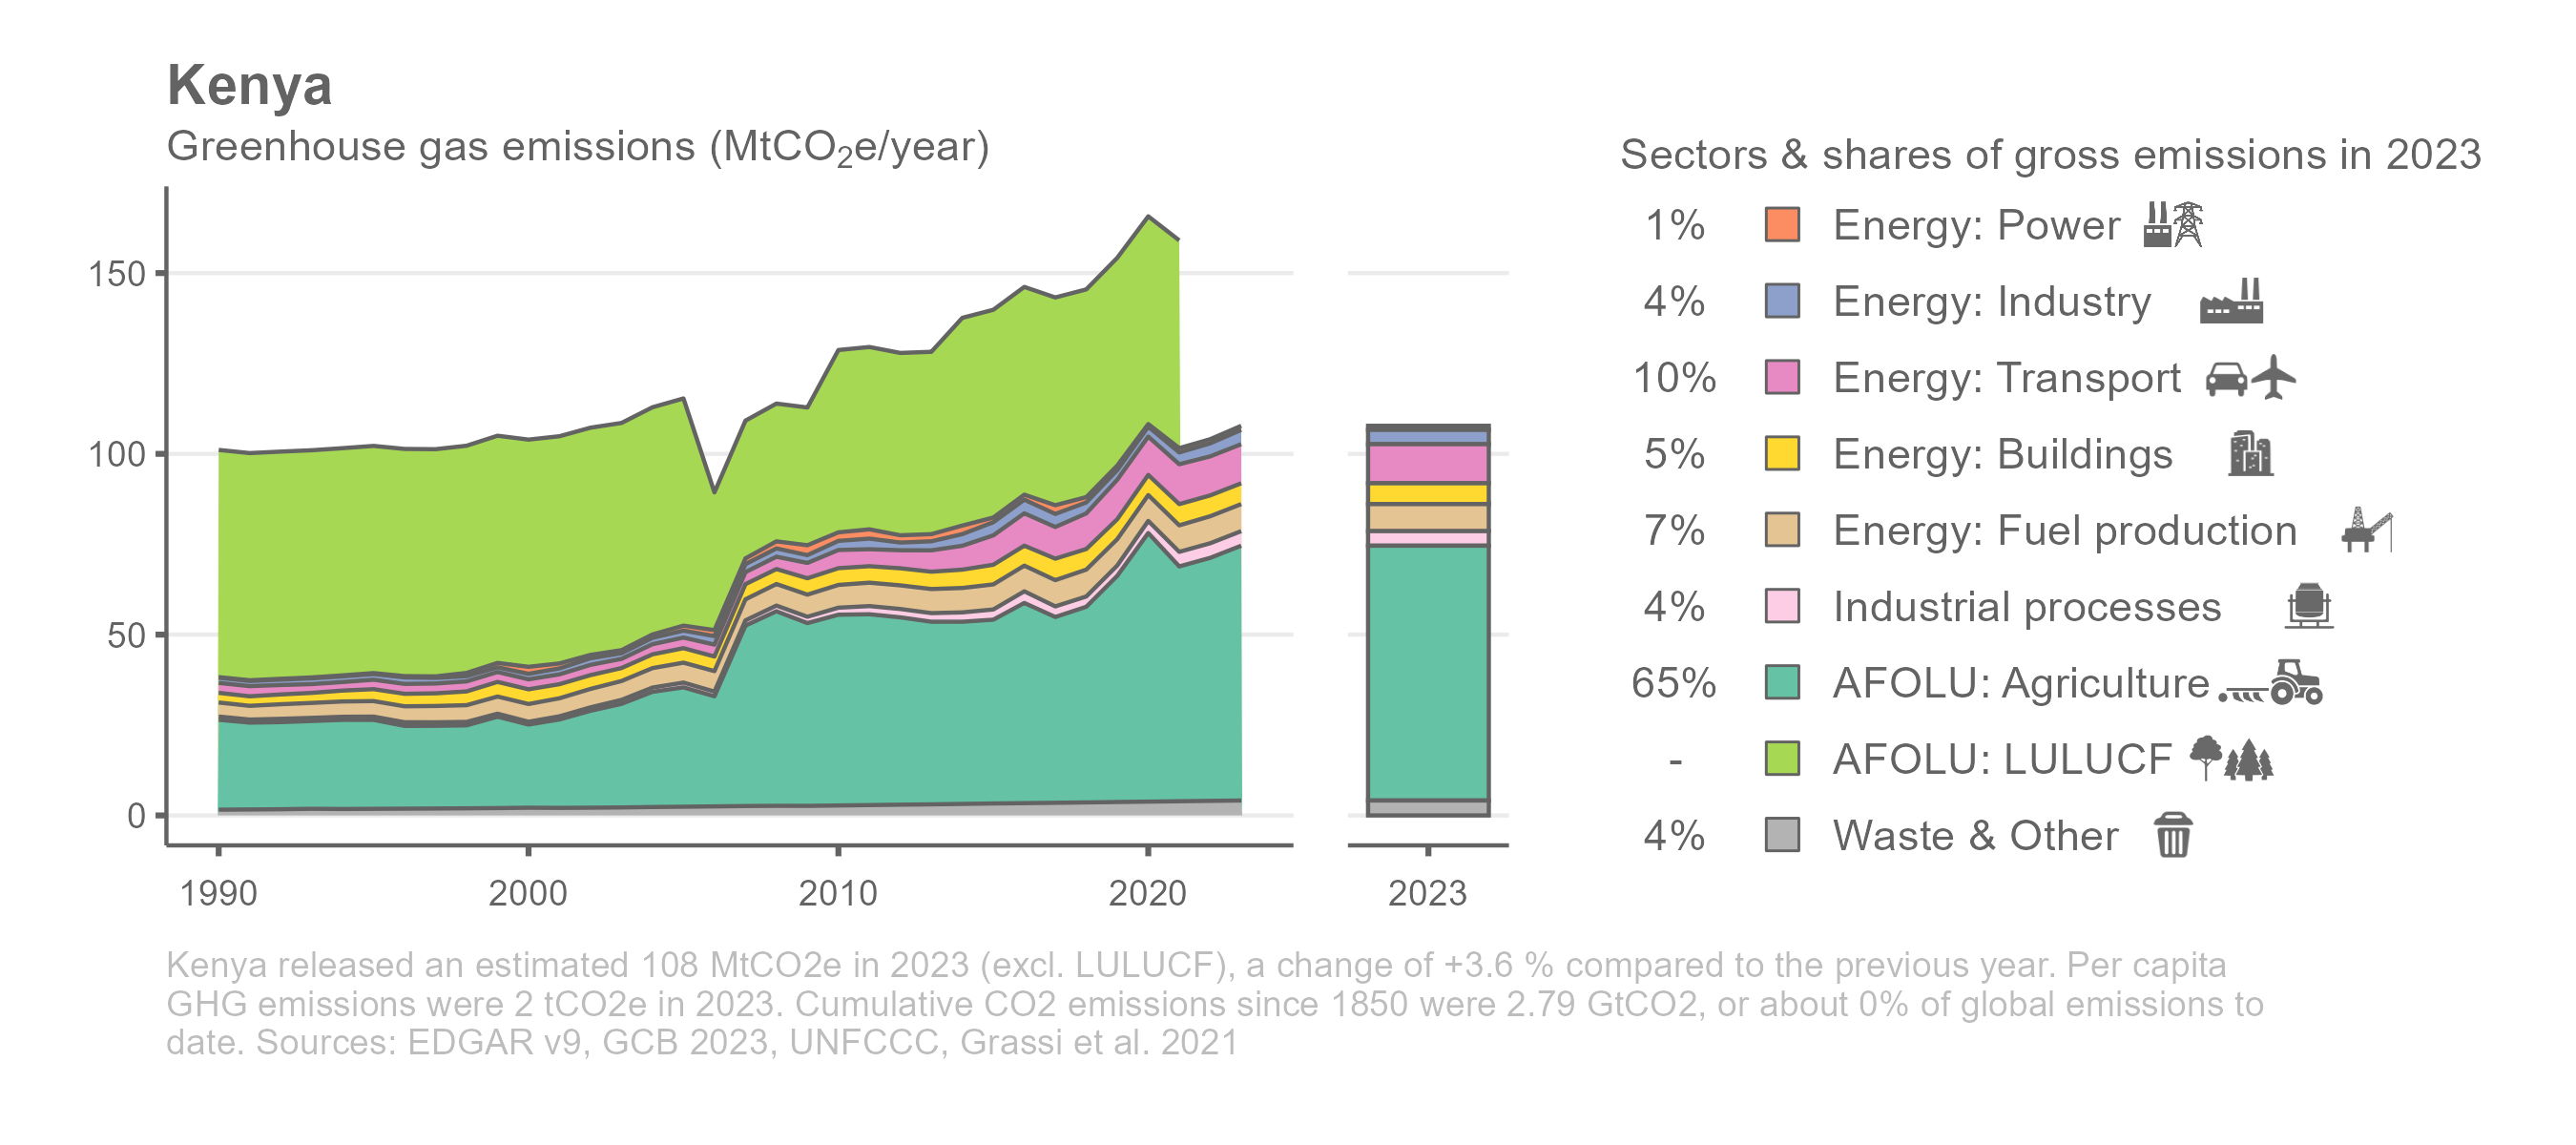 Kenya
Greenhouse gas emissions (MtCO₂e/year)
150
100
50
0
1990 2000 2010 2020 2023
Sectors & shares of gross emissions in 2023
1% Energy: Power
4% Energy: Industry
10% Energy: Transport
5% Energy: Buildings
7% Energy: Fuel production
4% Industrial processes
65% AFOLU: Agriculture
- AFOLU: LULUCF
4% Waste & Other
Kenya released an estimated 108 MtCO2e in 2023 (excl. LULUCF), a change of +3.6 % compared to the previous year. Per capita
GHG emissions were 2 tCO2e in 2023. Cumulative CO2 emissions since 1850 were 2.79 GtCO2, or about 0% of global emissions to
date. Sources: EDGAR v9, GCB 2023, UNFCCC, Grassi et al. 2021